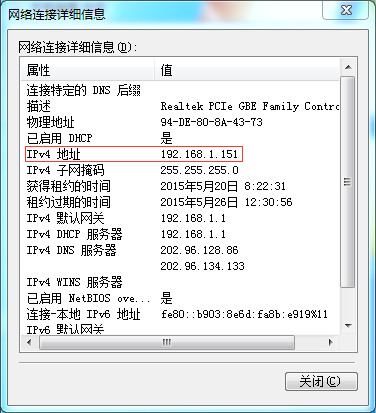 网络连接详细信息
网络连接详细信息(D):
属性 值
连接特定的 DNS 后缀
描述 Realtek PCIe GBE Family Contro
物理地址 94-DE-80-8A-43-73
已启用 DHCP 是
IPv4 地址 192.168.1.151
IPv4 子网掩码 255.255.255.0
获得租约的时间 2015年5月20日 8:22:31
租约过期的时间 2015年5月26日 12:30:56
IPv4 默认网关 192.168.1.1
IPv4 DHCP 服务器 192.168.1.1
IPv4 DNS 服务器 202.96.128.86
202.96.134.133
IPv4 WINS 服务器
已启用 NetBIOS ove... 是
连接-本地 IPv6 地址 fe80::b903:8e6d:fa8b:e919%11
IPv6 默认网关
关闭(C)